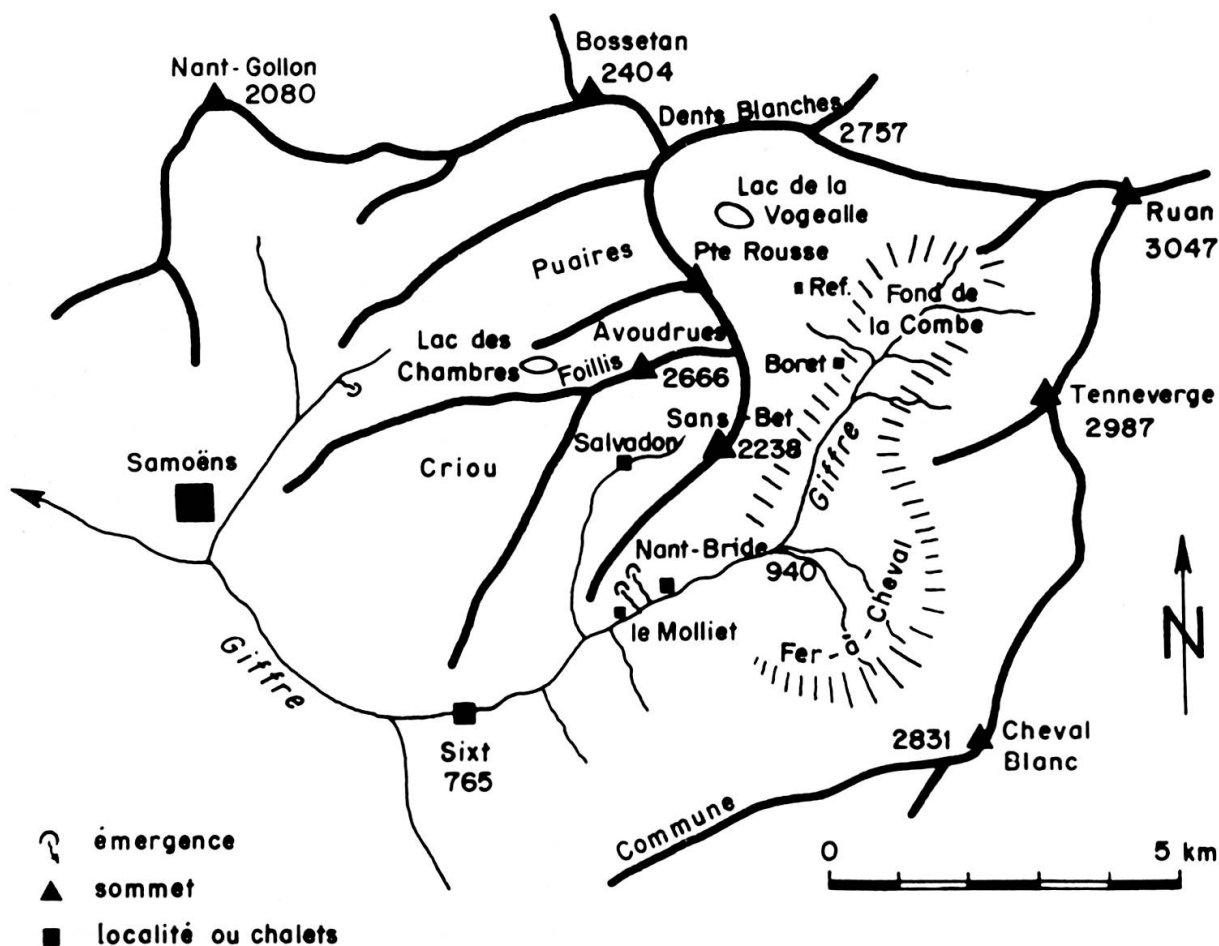 Bossetan
2404
Nant-Gollon
2080
Dents Blanches
2757
Lac de la
Vogealle
Ruan
3047
Puaires
Pte Rousse
Ref.
Fond de
la Combe
Avoudrues
Lac des
Chambres
Foillis
2666
Boret
Tenneverge
2987
Sans-Bet
2238
Salvadon
Criou
Samoëns
Giffre
Nant-Bride
940
le Molliet
Fer-à-Cheval
N
Giffre
Sixt
765
2831
Cheval
Blanc
Commune
0 5 km
émergence
sommet
localité ou chalets